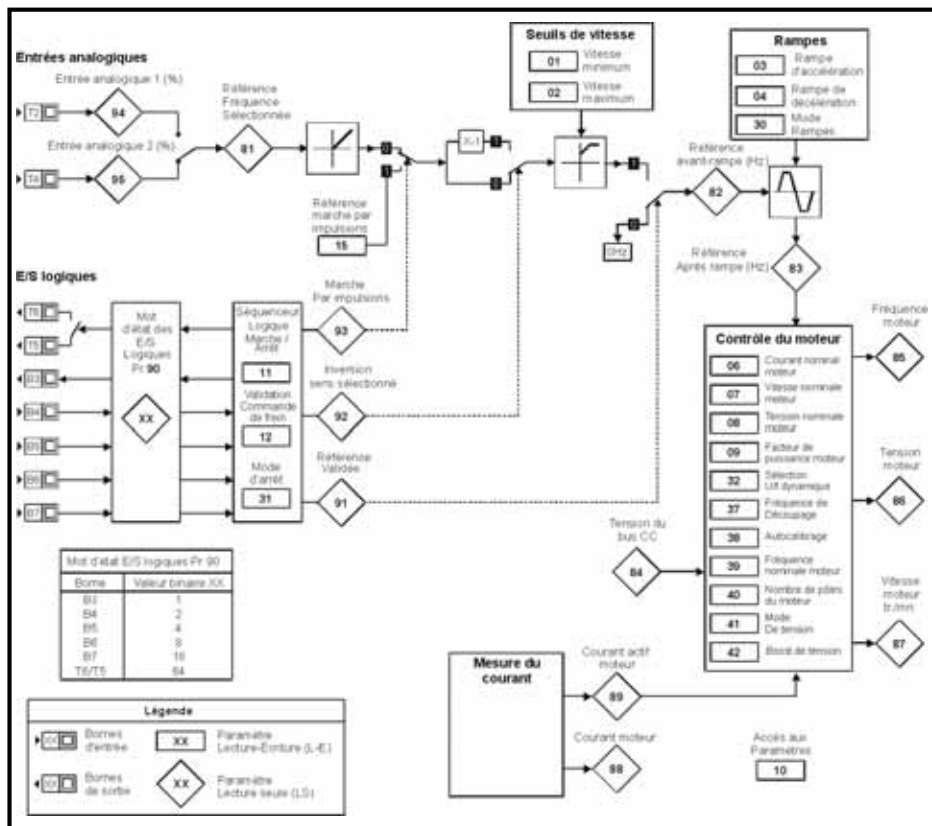 Entrées analogiques
Entrée analogique 1 (%)
T2
94
Entrée analogique 2 (%)
T4
95
Référence
Fréquence
Sélectionnée
81
0
1
Référence
marche par
impulsions
15
X-1
1
0
Seuils de vitesse
01
Vitesse
minimum
02
Vitesse
maximum
1
0
0Hz
Rampes
03
Rampe
d'accélération
04
Rampe de
décélération
30
Mode
Rampes
Référence
avant-rampe (Hz)
82
Référence
Après rampe (Hz)
83
E/S logiques
T6
T5
B3
B4
B5
B6
B7
Mot
d'état des
E/S
Logiques
Pr 90
XX
Séquenceur
Logique
Marche /
Arrêt
11
Validation
Commande
de frein
12
Mode
d'arrêt
31
Marche
Par impulsions
93
Inversion
sens sélectionné
92
Référence
Validée
91
Contrôle du moteur
06
Courant nominal
moteur
07
Vitesse nominale
moteur
08
Tension nominale
moteur
09
Facteur de
puissance moteur
32
Sélection
U/f dynamique
37
Fréquence de
Découpage
38
Autocalibrage
39
Fréquence
nominale moteur
40
Nombre de pôles
du moteur
41
Mode
De tension
42
Boost de tension
Fréquence
moteur
85
Tension
moteur
86
Vitesse
moteur
tr/mn
87
Tension du
bus CC
84
Mot d'état E/S logiques Pr 90
Borne Valeur binaire XX
B3 1
B4 2
B5 4
B6 8
B7 16
T6/T5 64
Mesure du
courant
Courant actif
moteur
89
Courant moteur
88
Accès aux
Paramètres
10
Légende
XX
Bornes
d'entrée
XX
Paramètre
Lecture-Ecriture (L-E)
XX
Bornes
de sortie
XX
Paramètre
Lecture seule (LS)